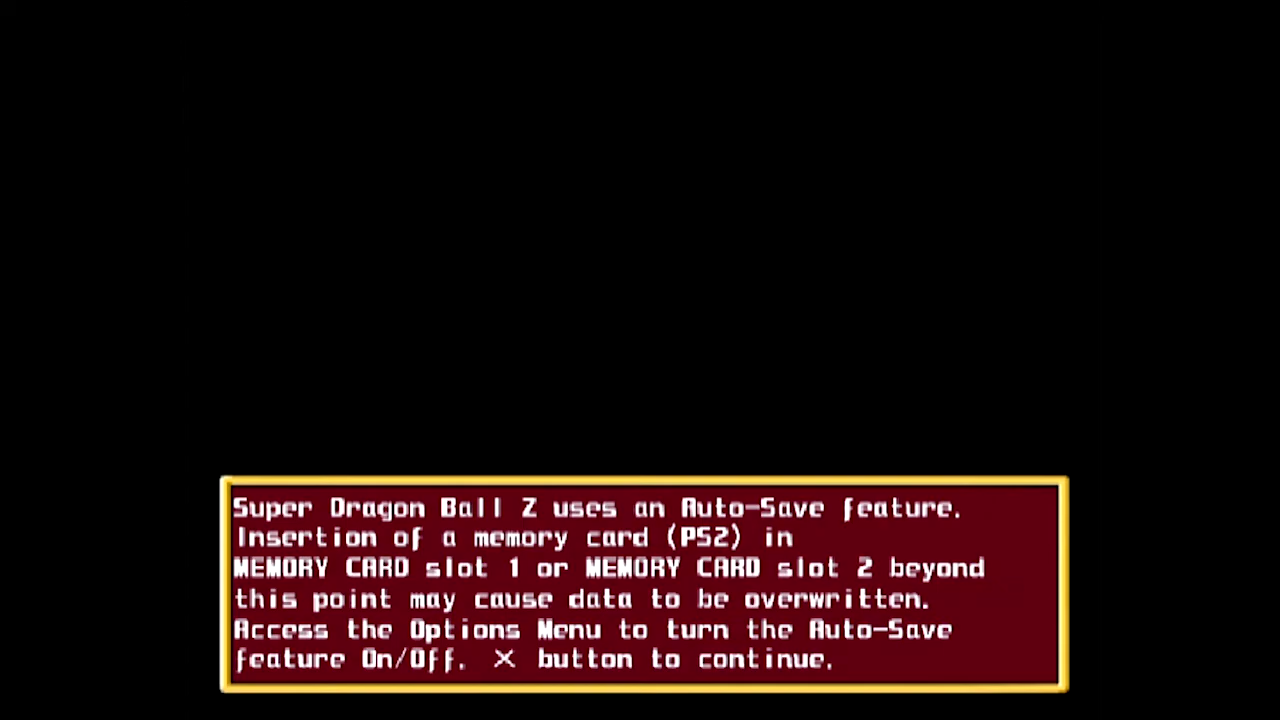 Super Dragon Ball Z uses an Auto-Save feature.
Insertion of a memory card (PS2) in
MEMORY CARD slot 1 or MEMORY CARD slot 2 beyond
this point may cause data to be overwritten.
Access the Options Menu to turn the Auto-Save
feature On/Off. ✕ button to continue.